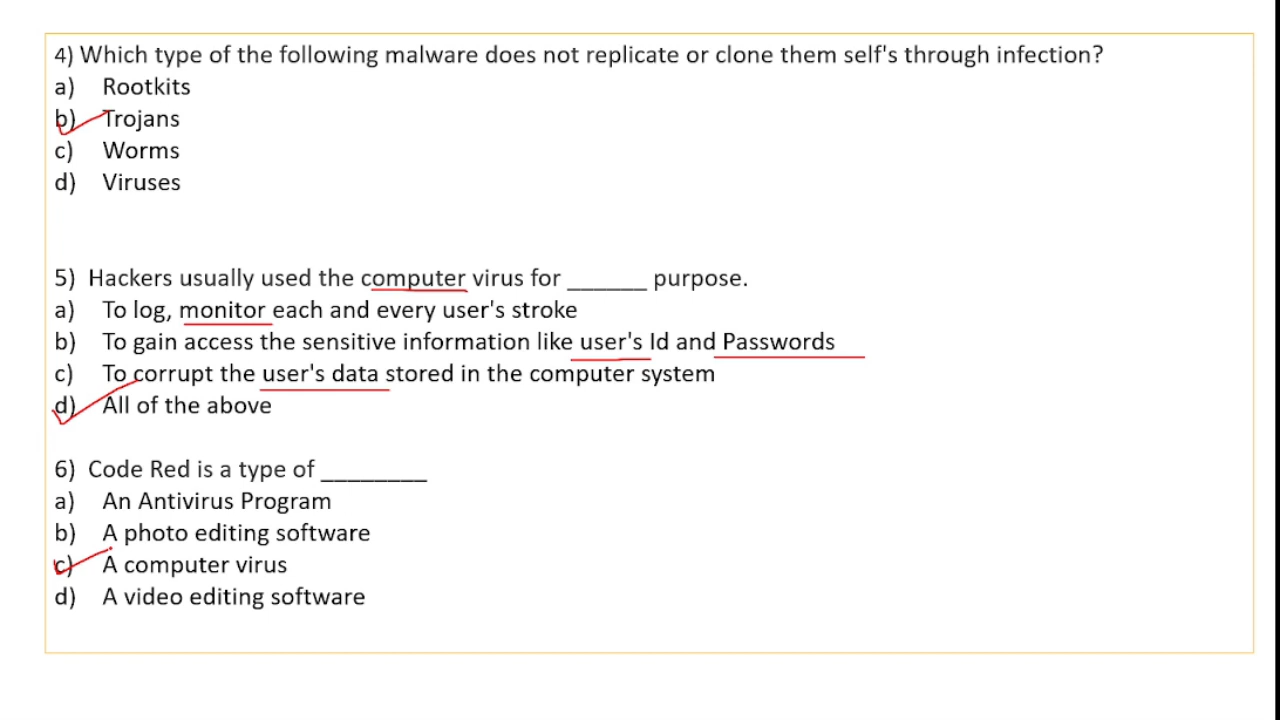 4) Which type of the following malware does not replicate or clone them self's through infection?
a) Rootkits
b) Trojans
c) Worms
d) Viruses
5) Hackers usually used the computer virus for ______ purpose.
a) To log, monitor each and every user's stroke
b) To gain access the sensitive information like user's Id and Passwords
c) To corrupt the user's data stored in the computer system
d) All of the above
6) Code Red is a type of ________
a) An Antivirus Program
b) A photo editing software
c) A computer virus
d) A video editing software